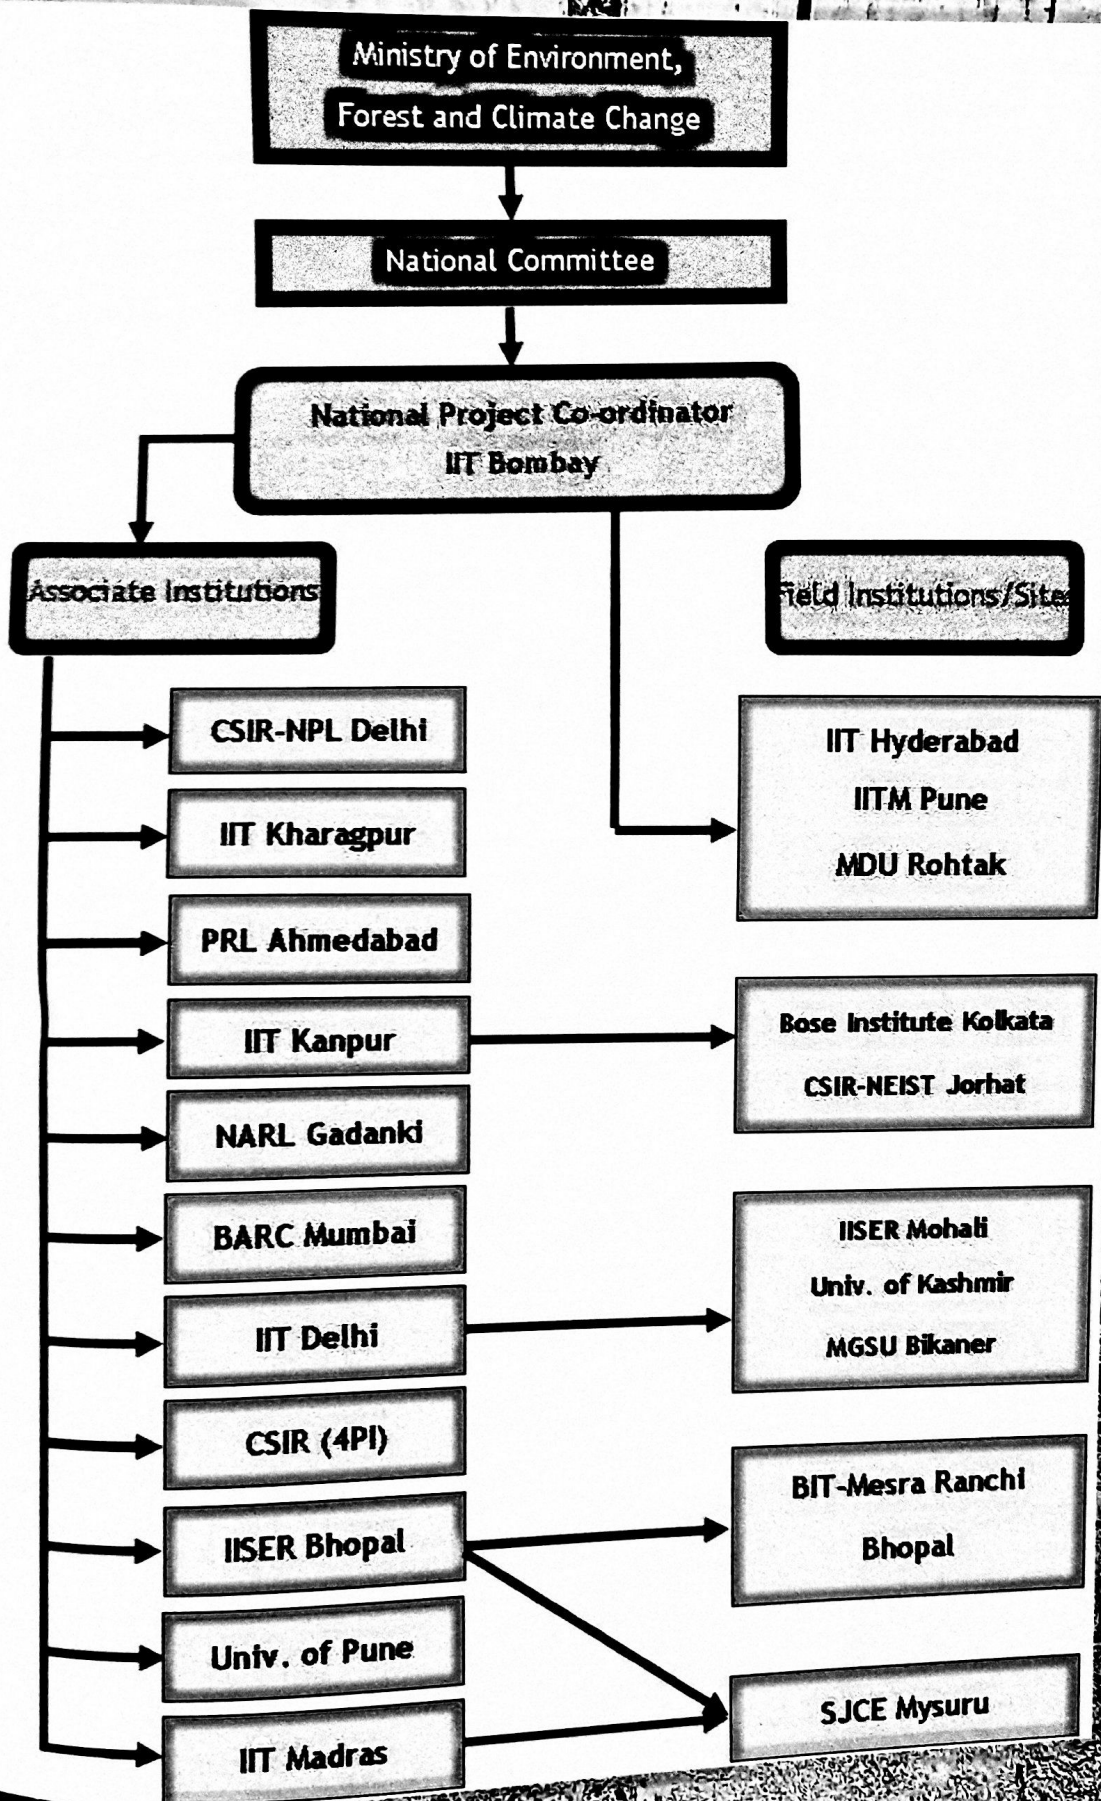 Ministry of Environment,
Forest and Climate Change
National Committee
National Project Co-ordinator
IIT Bombay
Associate Institutions
Field Institutions/Sites
CSIR-NPL Delhi
IIT Kharagpur
PRL Ahmedabad
IIT Kanpur
NARL Gadanki
BARC Mumbai
IIT Delhi
CSIR (4PI)
IISER Bhopal
Univ. of Pune
IIT Madras
IIT Hyderabad
IITM Pune
MDU Rohtak
Bose Institute Kolkata
CSIR-NEIST Jorhat
IISER Mohali
Univ. of Kashmir
MGSU Bikaner
BIT-Mesra Ranchi
Bhopal
SJCE Mysuru